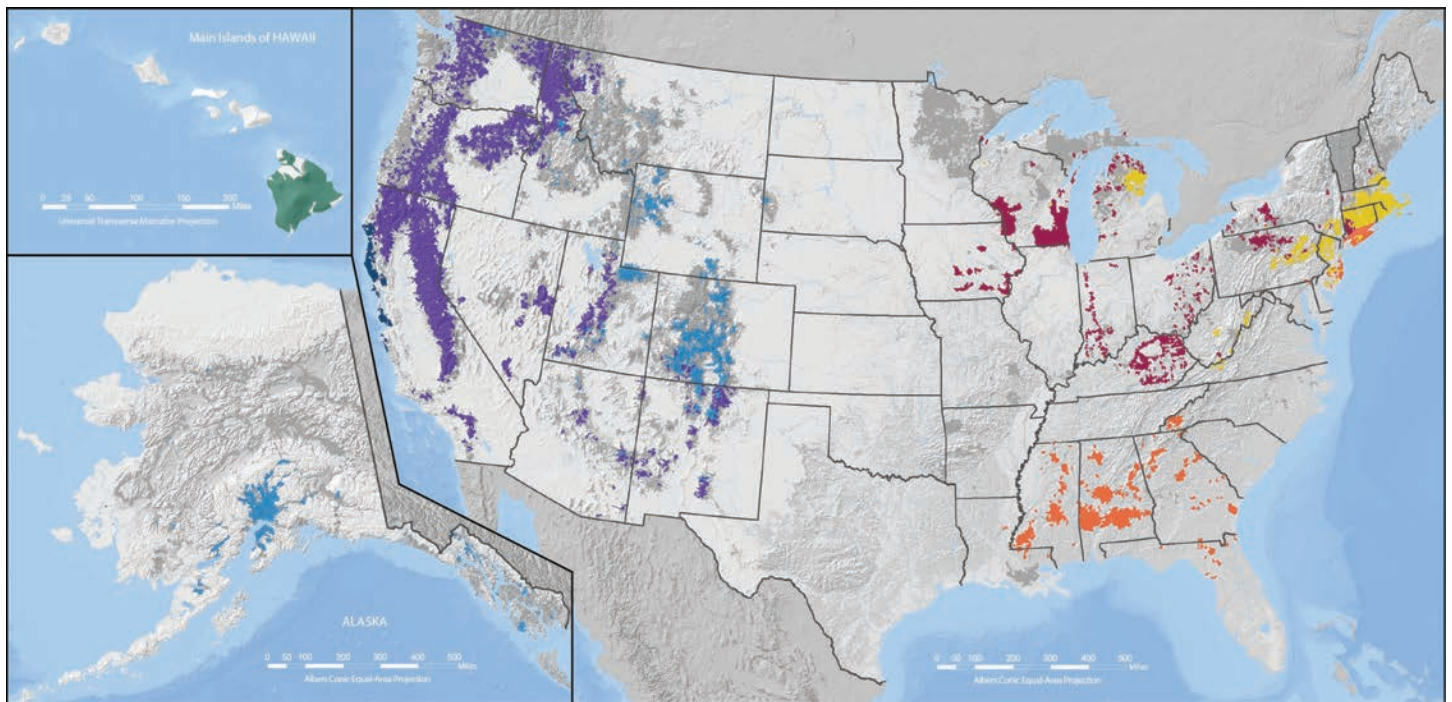 Main Islands of HAWAII
0 25 50 100 150 200
Miles
Universal Transverse Mercator Projection
ALASKA
0 50 100 200 300 400 500
Miles
Albers Conic Equal-Area Projection
0 50 100 200 300 400 500
Miles
Albers Conic Equal-Area Projection